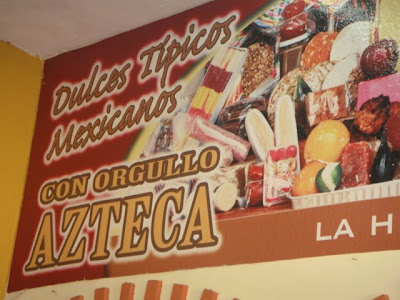 Dulces Típicos
Mexicanos
CON ORGULLO
AZTECA
LA H